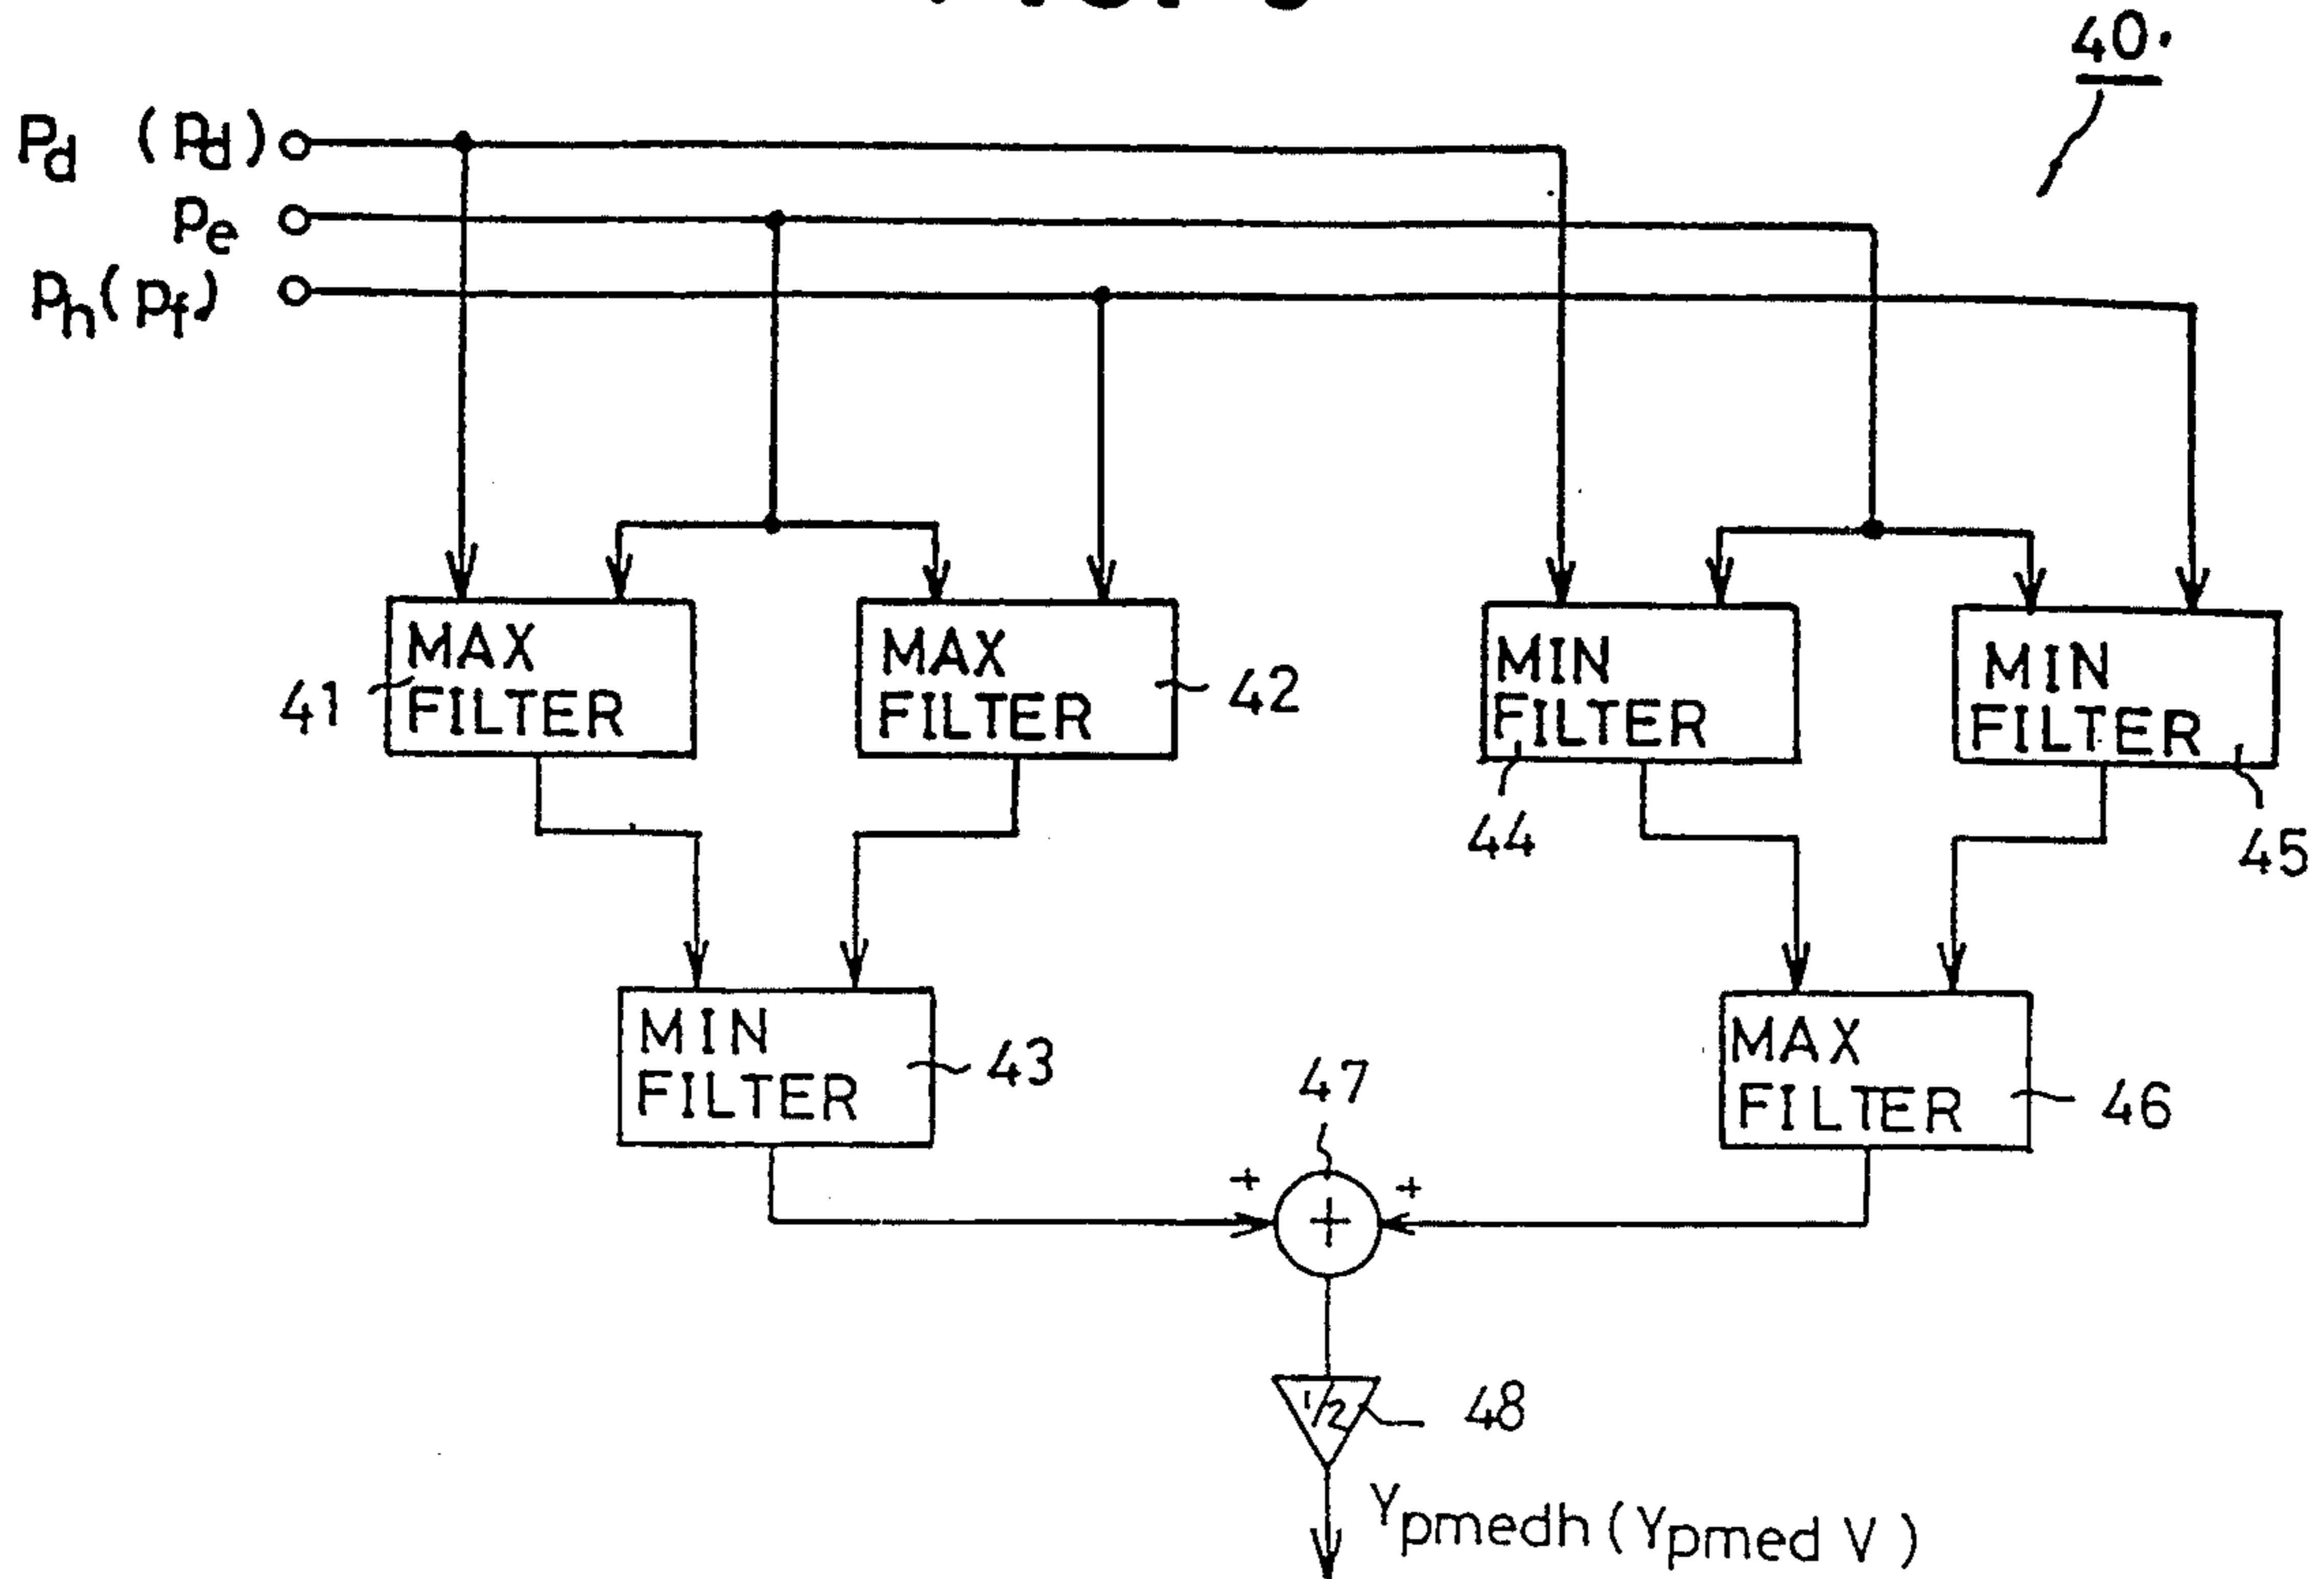 40
Pd (Pd)
Pe
Ph (Pf)
MAX
FILTER
41
MAX
FILTER
42
MIN
FILTER
44
MIN
FILTER
45
MIN
FILTER
43
47
MAX
FILTER
46
+ +
+
1/2
48
Ypmedh (Ypmed V)